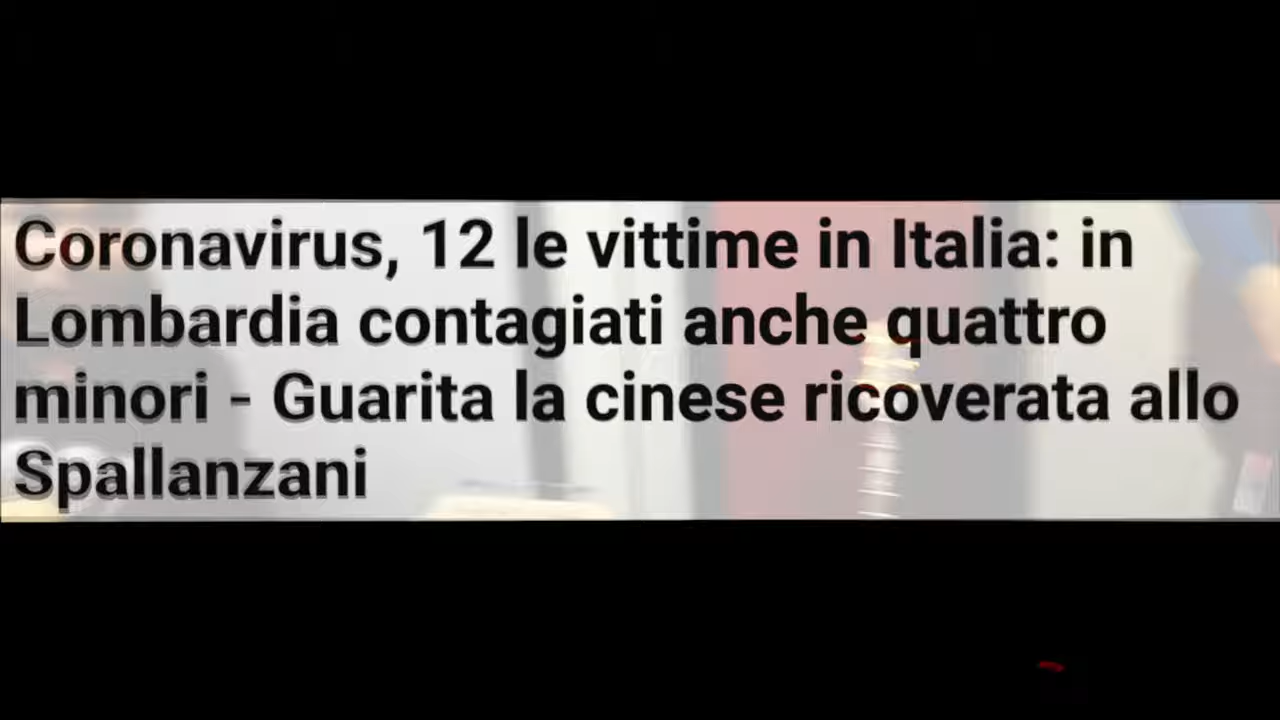 Coronavirus, 12 le vittime in Italia: in
Lombardia contagiati anche quattro
minori - Guarita la cinese ricoverata allo
Spallanzani